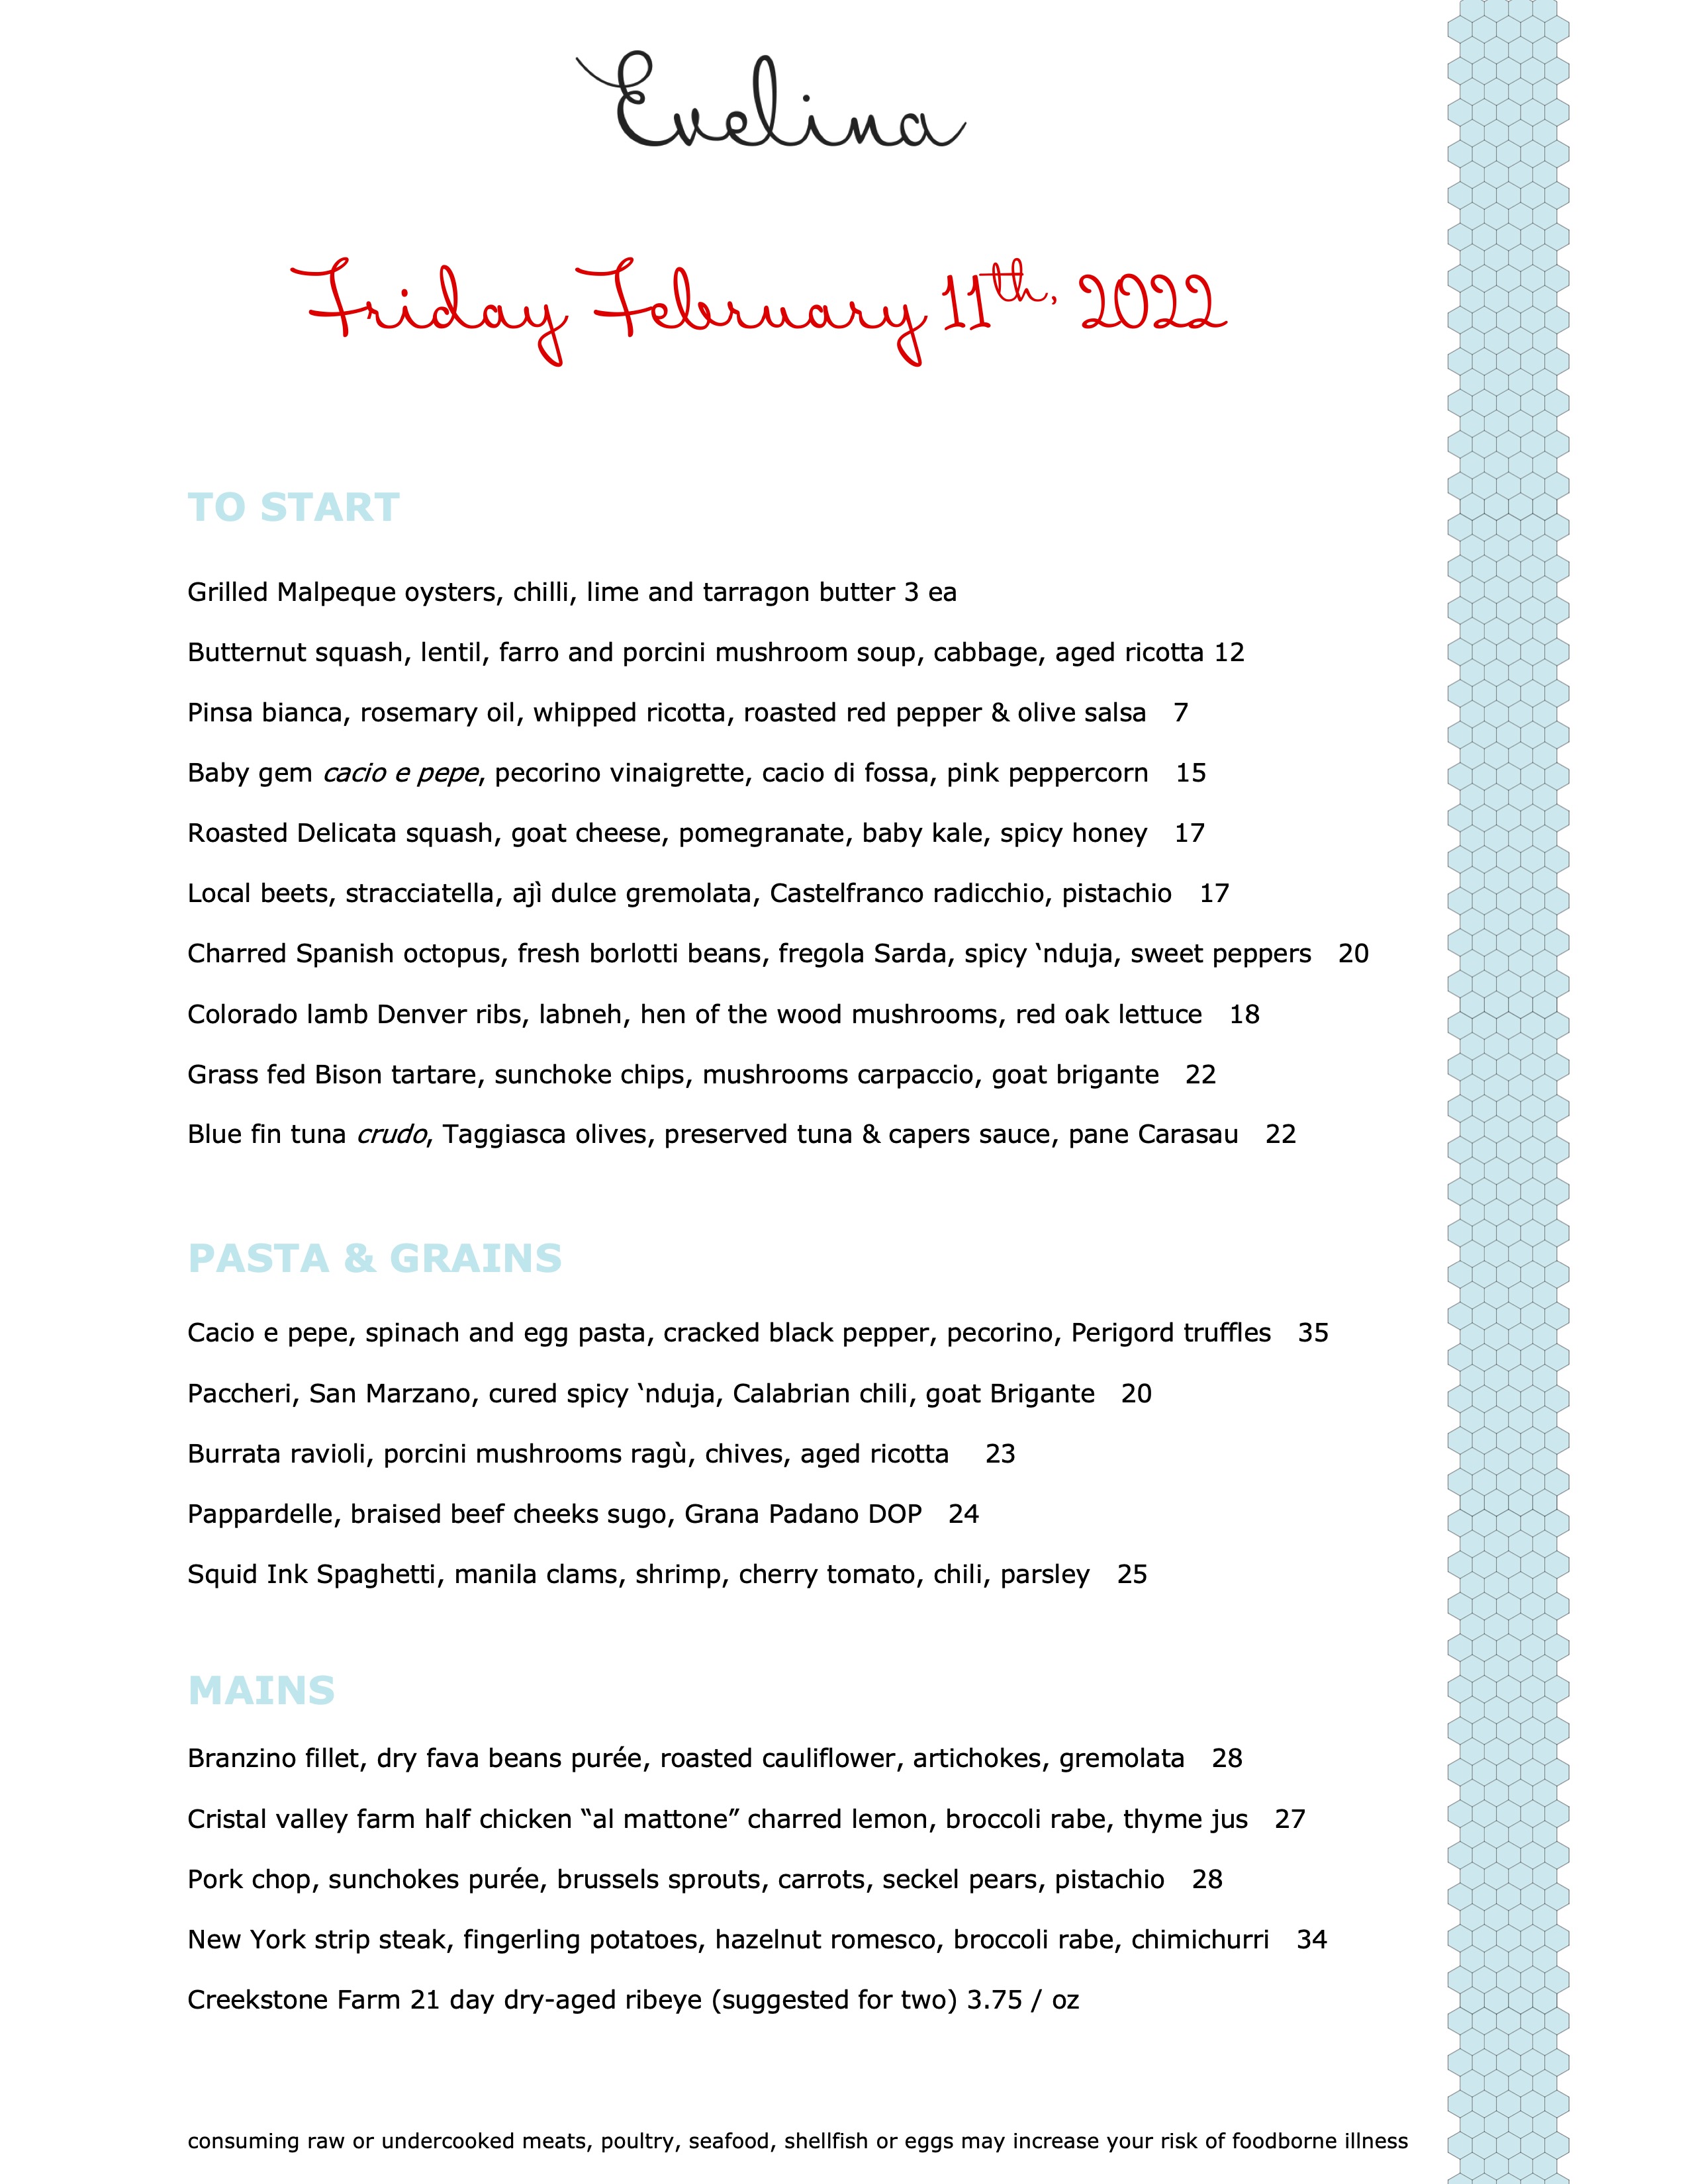 Evelina
Friday February 11th, 2022
TO START
Grilled Malpeque oysters, chilli, lime and tarragon butter 3 ea
Butternut squash, lentil, farro and porcini mushroom soup, cabbage, aged ricotta 12
Pinsa bianca, rosemary oil, whipped ricotta, roasted red pepper & olive salsa 7
Baby gem cacio e pepe, pecorino vinaigrette, cacio di fossa, pink peppercorn 15
Roasted Delicata squash, goat cheese, pomegranate, baby kale, spicy honey 17
Local beets, stracciatella, ajì dulce gremolata, Castelfranco radicchio, pistachio 17
Charred Spanish octopus, fresh borlotti beans, fregola Sarda, spicy ‘nduja, sweet peppers 20
Colorado lamb Denver ribs, labneh, hen of the wood mushrooms, red oak lettuce 18
Grass fed Bison tartare, sunchoke chips, mushrooms carpaccio, goat brigante 22
Blue fin tuna crudo, Taggiasca olives, preserved tuna & capers sauce, pane Carasau 22
PASTA & GRAINS
Cacio e pepe, spinach and egg pasta, cracked black pepper, pecorino, Perigord truffles 35
Paccheri, San Marzano, cured spicy ‘nduja, Calabrian chili, goat Brigante 20
Burrata ravioli, porcini mushrooms ragù, chives, aged ricotta 23
Pappardelle, braised beef cheeks sugo, Grana Padano DOP 24
Squid Ink Spaghetti, manila clams, shrimp, cherry tomato, chili, parsley 25
MAINS
Branzino fillet, dry fava beans purée, roasted cauliflower, artichokes, gremolata 28
Cristal valley farm half chicken “al mattone” charred lemon, broccoli rabe, thyme jus 27
Pork chop, sunchokes purée, brussels sprouts, carrots, seckel pears, pistachio 28
New York strip steak, fingerling potatoes, hazelnut romesco, broccoli rabe, chimichurri 34
Creekstone Farm 21 day dry-aged ribeye (suggested for two) 3.75 / oz
consuming raw or undercooked meats, poultry, seafood, shellfish or eggs may increase your risk of foodborne illness